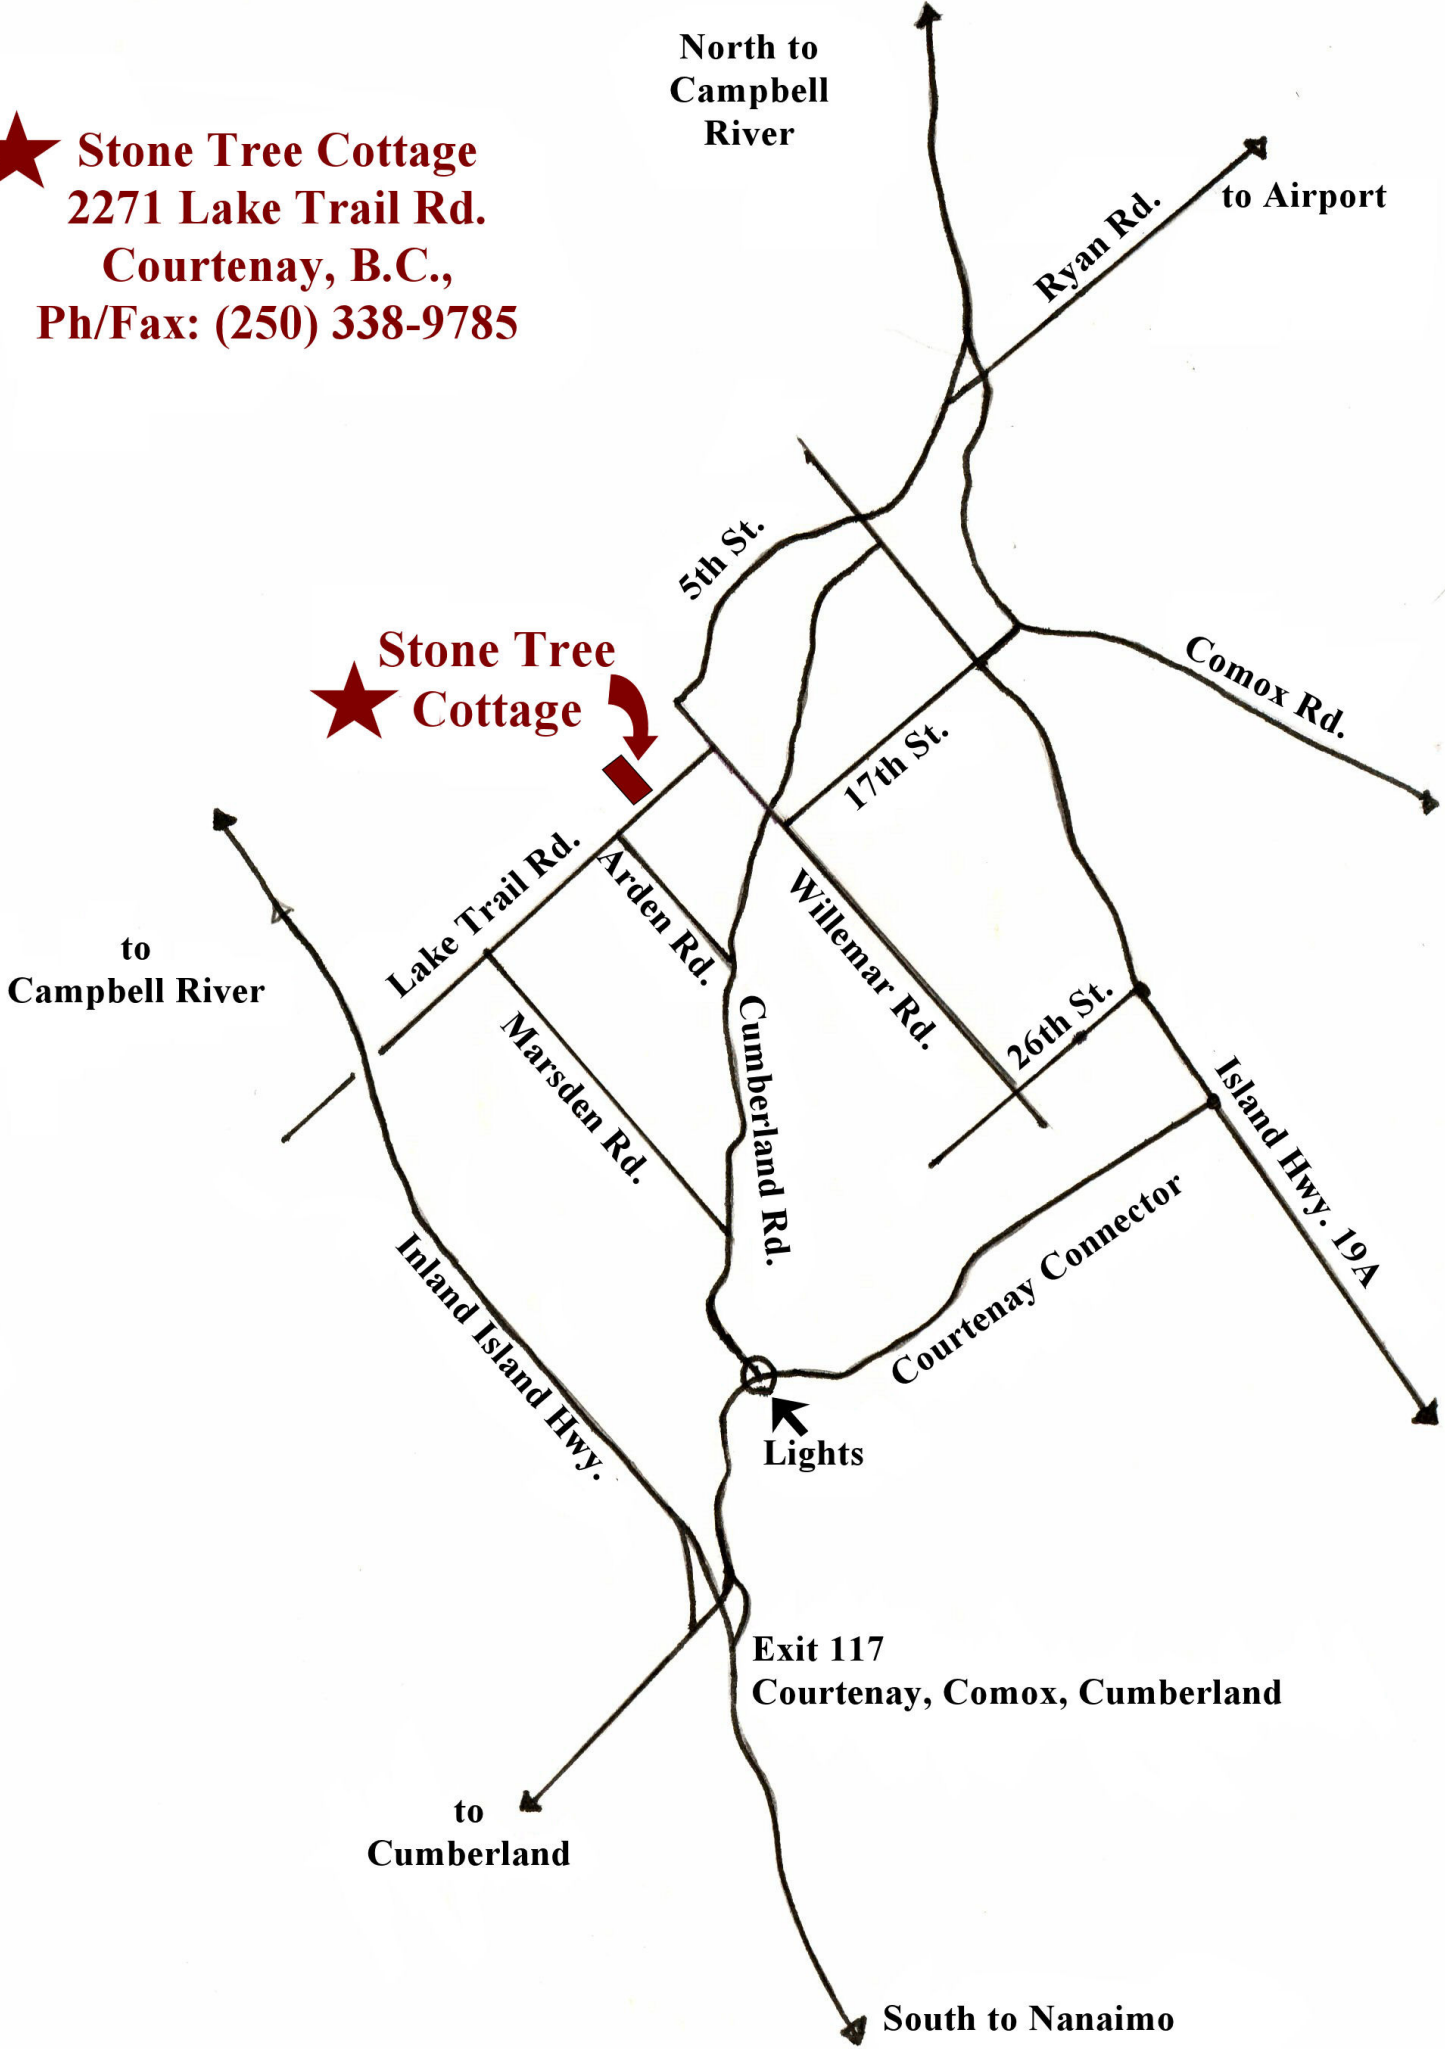 North to
Campbell
River
Stone Tree Cottage
2271 Lake Trail Rd.
Courtenay, B.C.,
Ph/Fax: (250) 338-9785
to Airport
Ryan Rd.
5th St.
Stone Tree
Cottage
Comox Rd.
17th St.
Lake Trail Rd.
Arden Rd.
Willemar Rd.
to
Campbell River
Marsden Rd.
Cumberland Rd.
26th St.
Island Hwy. 19A
Courtenay Connector
Inland Island Hwy.
Lights
Exit 117
Courtenay, Comox, Cumberland
to
Cumberland
South to Nanaimo